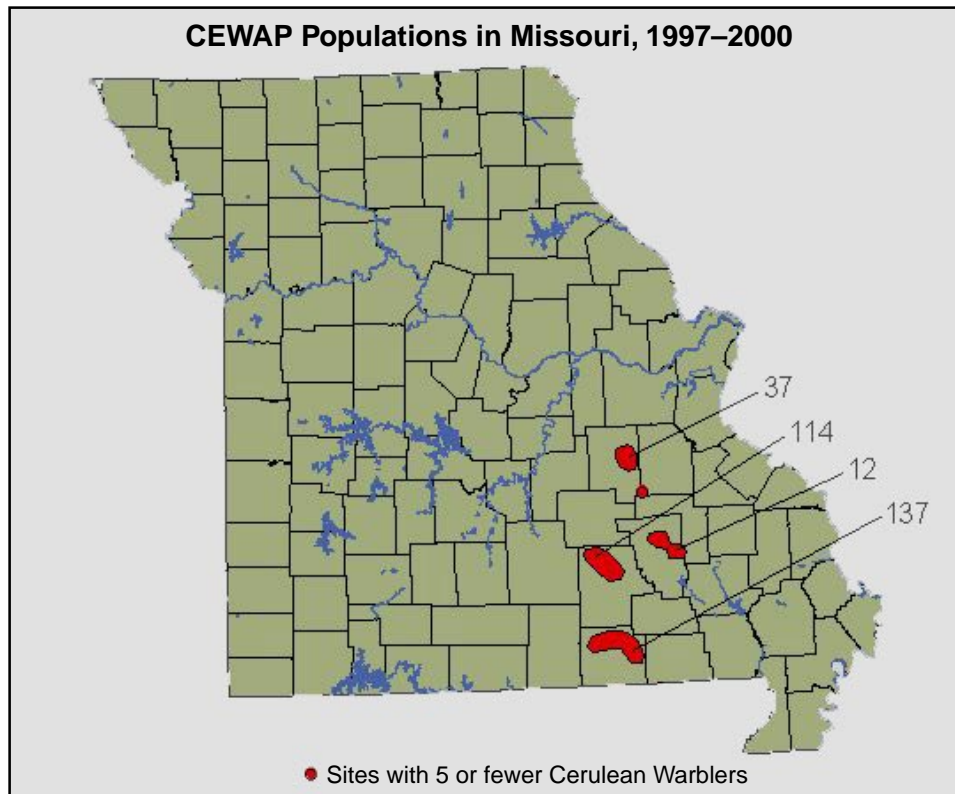 CEWAP Populations in Missouri, 1997–2000
37
114
12
137
Sites with 5 or fewer Cerulean Warblers